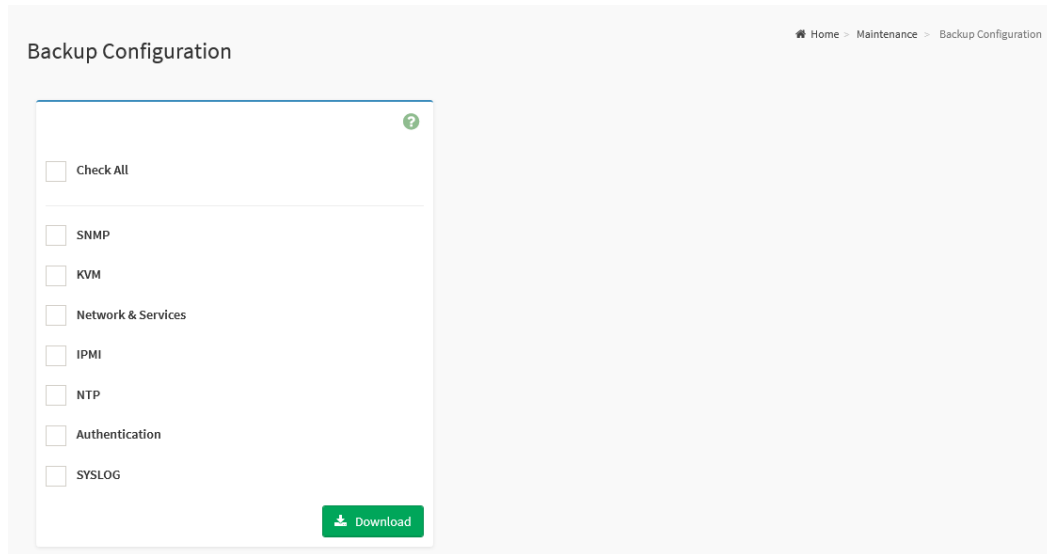 Home > Maintenance > Backup Configuration
Backup Configuration
?
Check All
SNMP
KVM
Network & Services
IPMI
NTP
Authentication
SYSLOG
Download